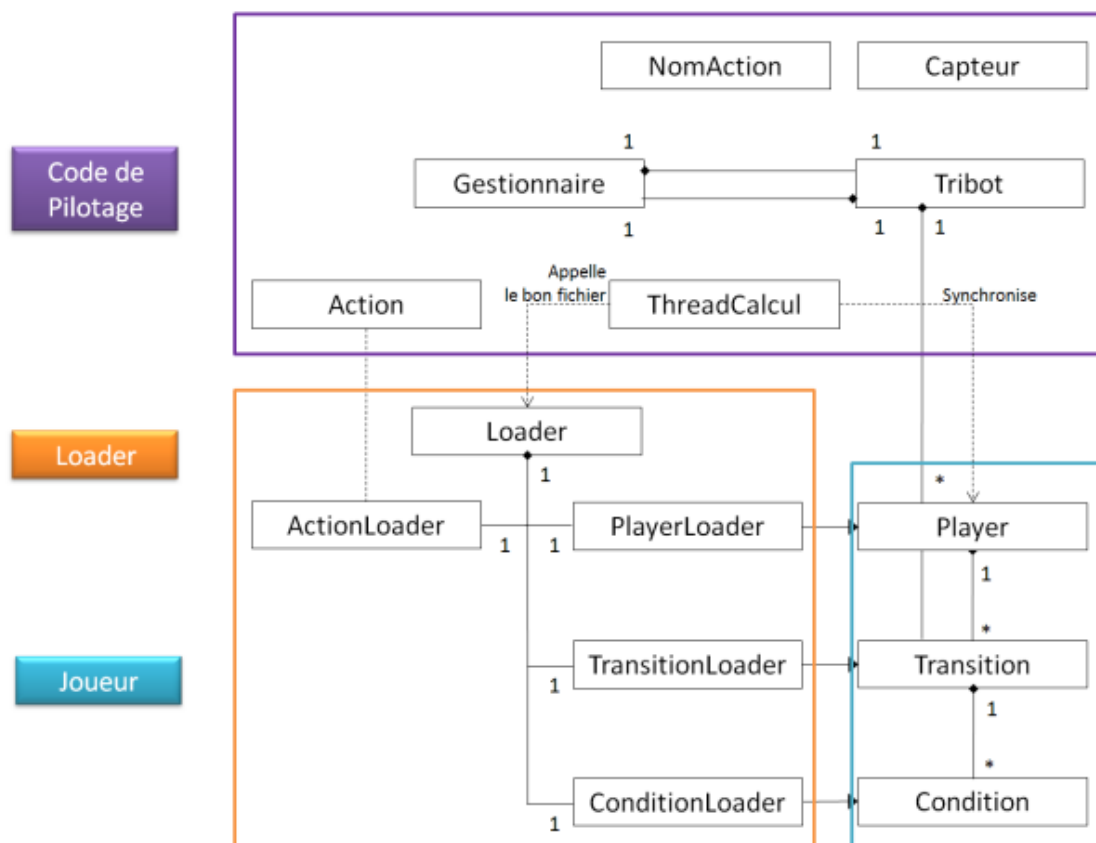 NomAction
Capteur
Code de
Pilotage
1
1
Gestionnaire
Tribot
1
1
1
Appelle
le bon fichier
Synchronise
Action
ThreadCalcul
Loader
Loader
1
*
ActionLoader
PlayerLoader
Player
1
1
1
*
Joueur
TransitionLoader
Transition
1
1
*
ConditionLoader
Condition
1